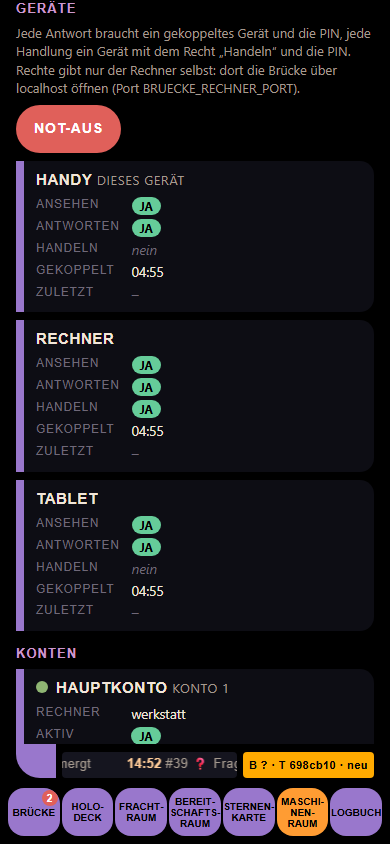 GERÄTE
Jede Antwort braucht ein gekoppeltes Gerät und die PIN, jede
Handlung ein Gerät mit dem Recht „Handeln“ und die PIN.
Rechte gibt nur der Rechner selbst: dort die Brücke über
localhost öffnen (Port BRUECKE_RECHNER_PORT).
NOT-AUS
HANDY DIESES GERÄT
ANSEHEN JA
ANTWORTEN JA
HANDELN nein
GEKOPPELT 04:55
ZULETZT –
RECHNER
ANSEHEN JA
ANTWORTEN JA
HANDELN JA
GEKOPPELT 04:55
ZULETZT –
TABLET
ANSEHEN JA
ANTWORTEN JA
HANDELN nein
GEKOPPELT 04:55
ZULETZT –
KONTEN
HAUPTKONTO KONTO 1
RECHNER werkstatt
AKTIV JA
14:52 #39 ❓ Frag
B ? · T 698cb10 · neu
2
BRÜCKE
HOLO-
DECK
FRACHT-
RAUM
BEREIT-
SCHAFTS-
RAUM
STERNEN-
KARTE
MASCHI-
NEN-
RAUM
LOGBUCH